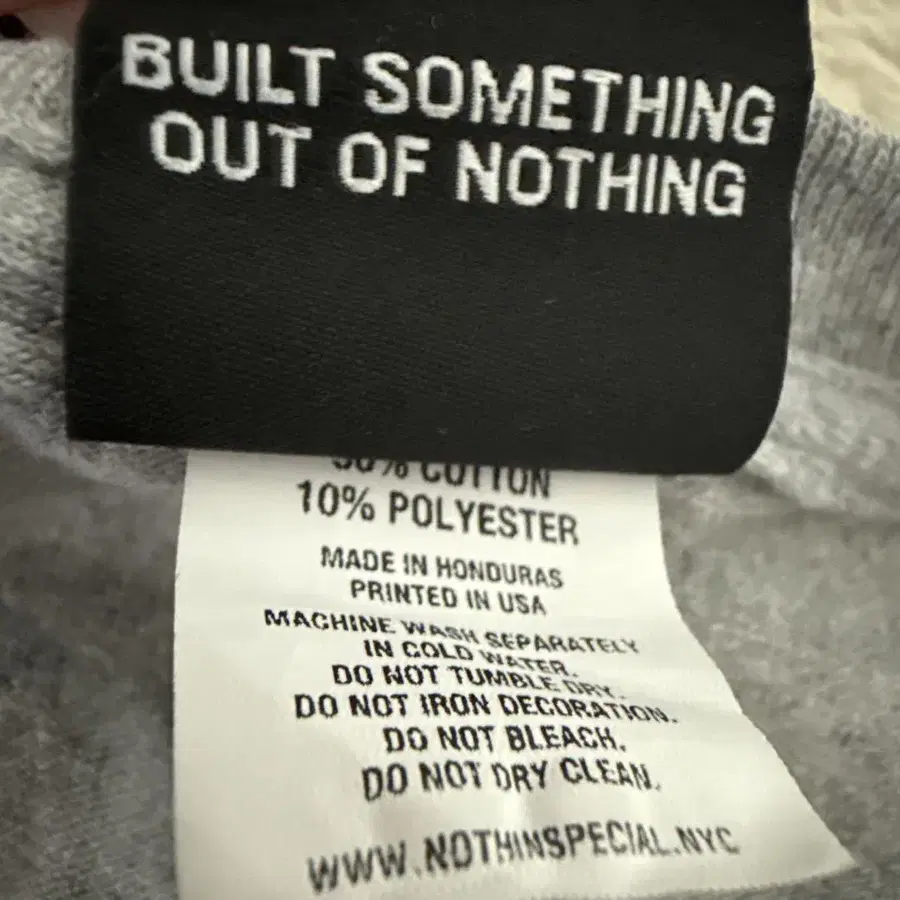 BUILT SOMETHING
OUT OF NOTHING
COTTON
10% POLYESTER
MADE IN HONDURAS
PRINTED IN USA
MACHINE WASH SEPARATELY
IN COLD WATER.
DO NOT TUMBLE DRY.
DO NOT IRON DECORATION.
DO NOT BLEACH.
DO NOT DRY CLEAN.
WWW.NOTHINSPECIAL.NYC